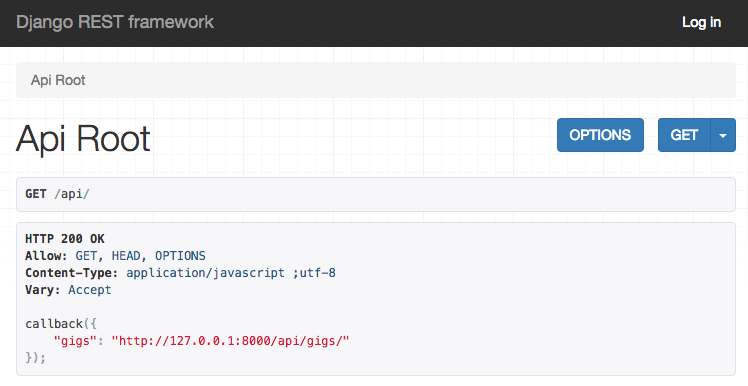 Django REST framework
Log in
Api Root
Api Root
OPTIONS
GET
GET /api/
HTTP 200 OK
Allow: GET, HEAD, OPTIONS
Content-Type: application/javascript ;utf-8
Vary: Accept
callback({
    "gigs": "http://127.0.0.1:8000/api/gigs/"
});